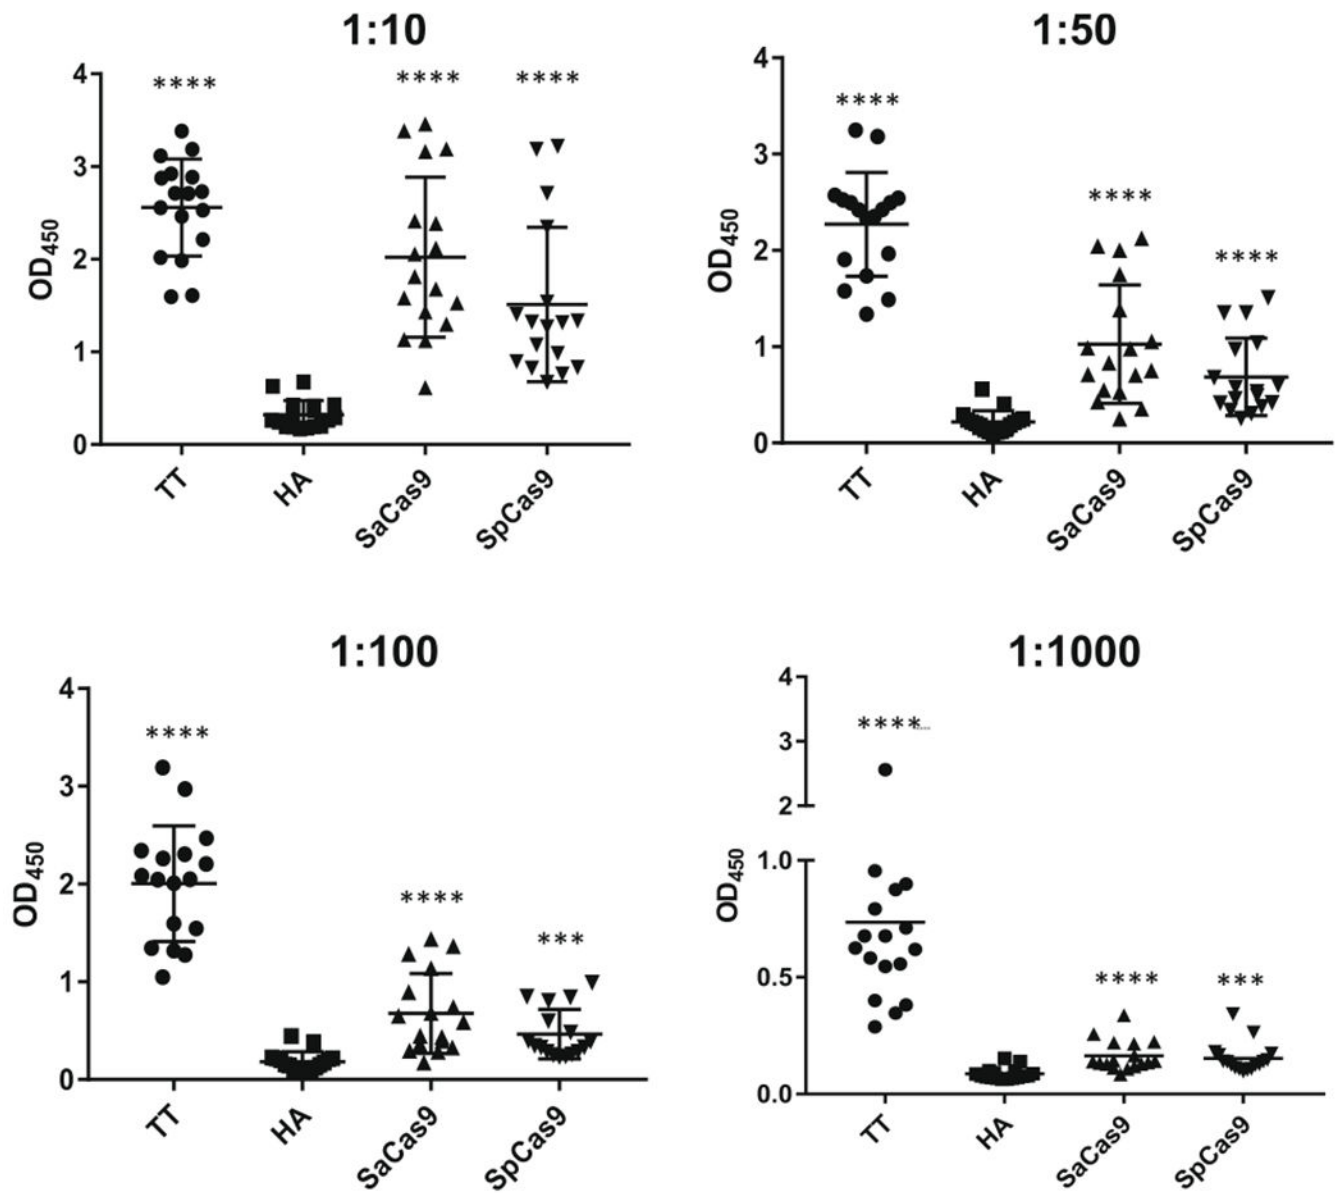 1:10
4
3
2
1
0
OD450
****
****
****
TT
HA
SaCas9
SpCas9
1:50
4
3
2
1
0
OD450
****
****
****
TT
HA
SaCas9
SpCas9
1:100
4
3
2
1
0
OD450
****
****
***
TT
HA
SaCas9
SpCas9
1:1000
4
3
2
1.0
0.5
0.0
OD450
****
****
***
TT
HA
SaCas9
SpCas9